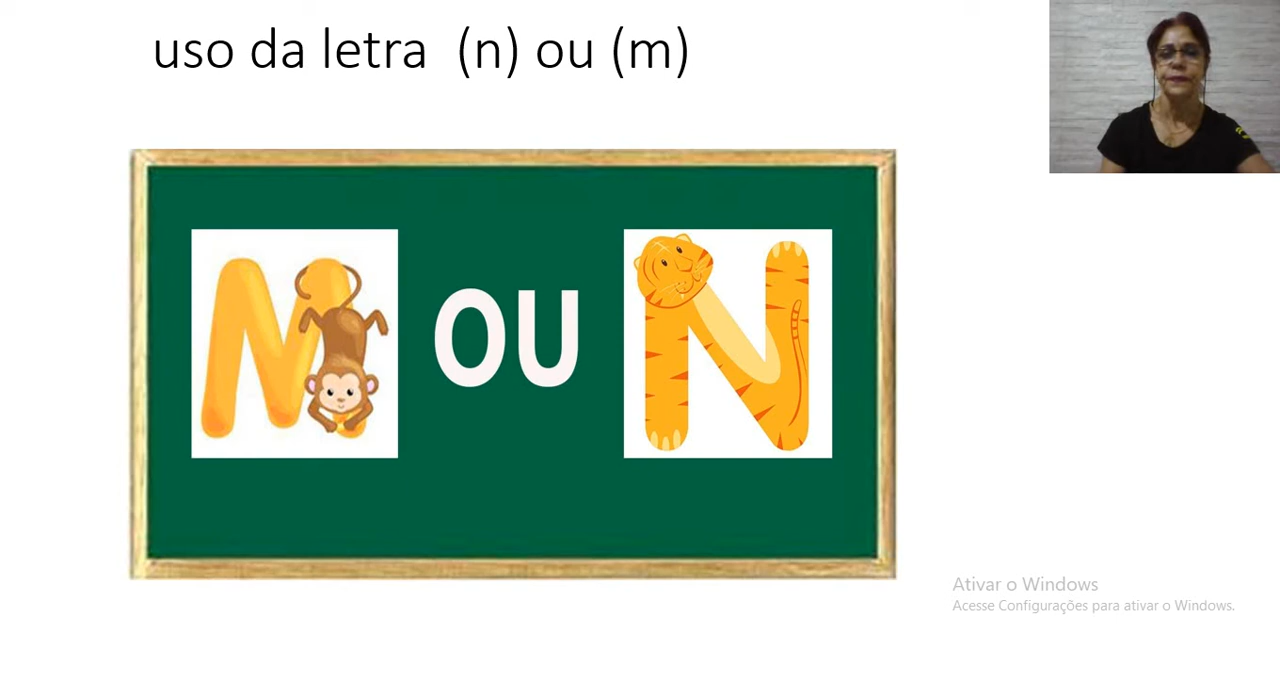 uso da letra (n) ou (m)
M OU N
Ativar o Windows
Acesse Configurações para ativar o Windows.